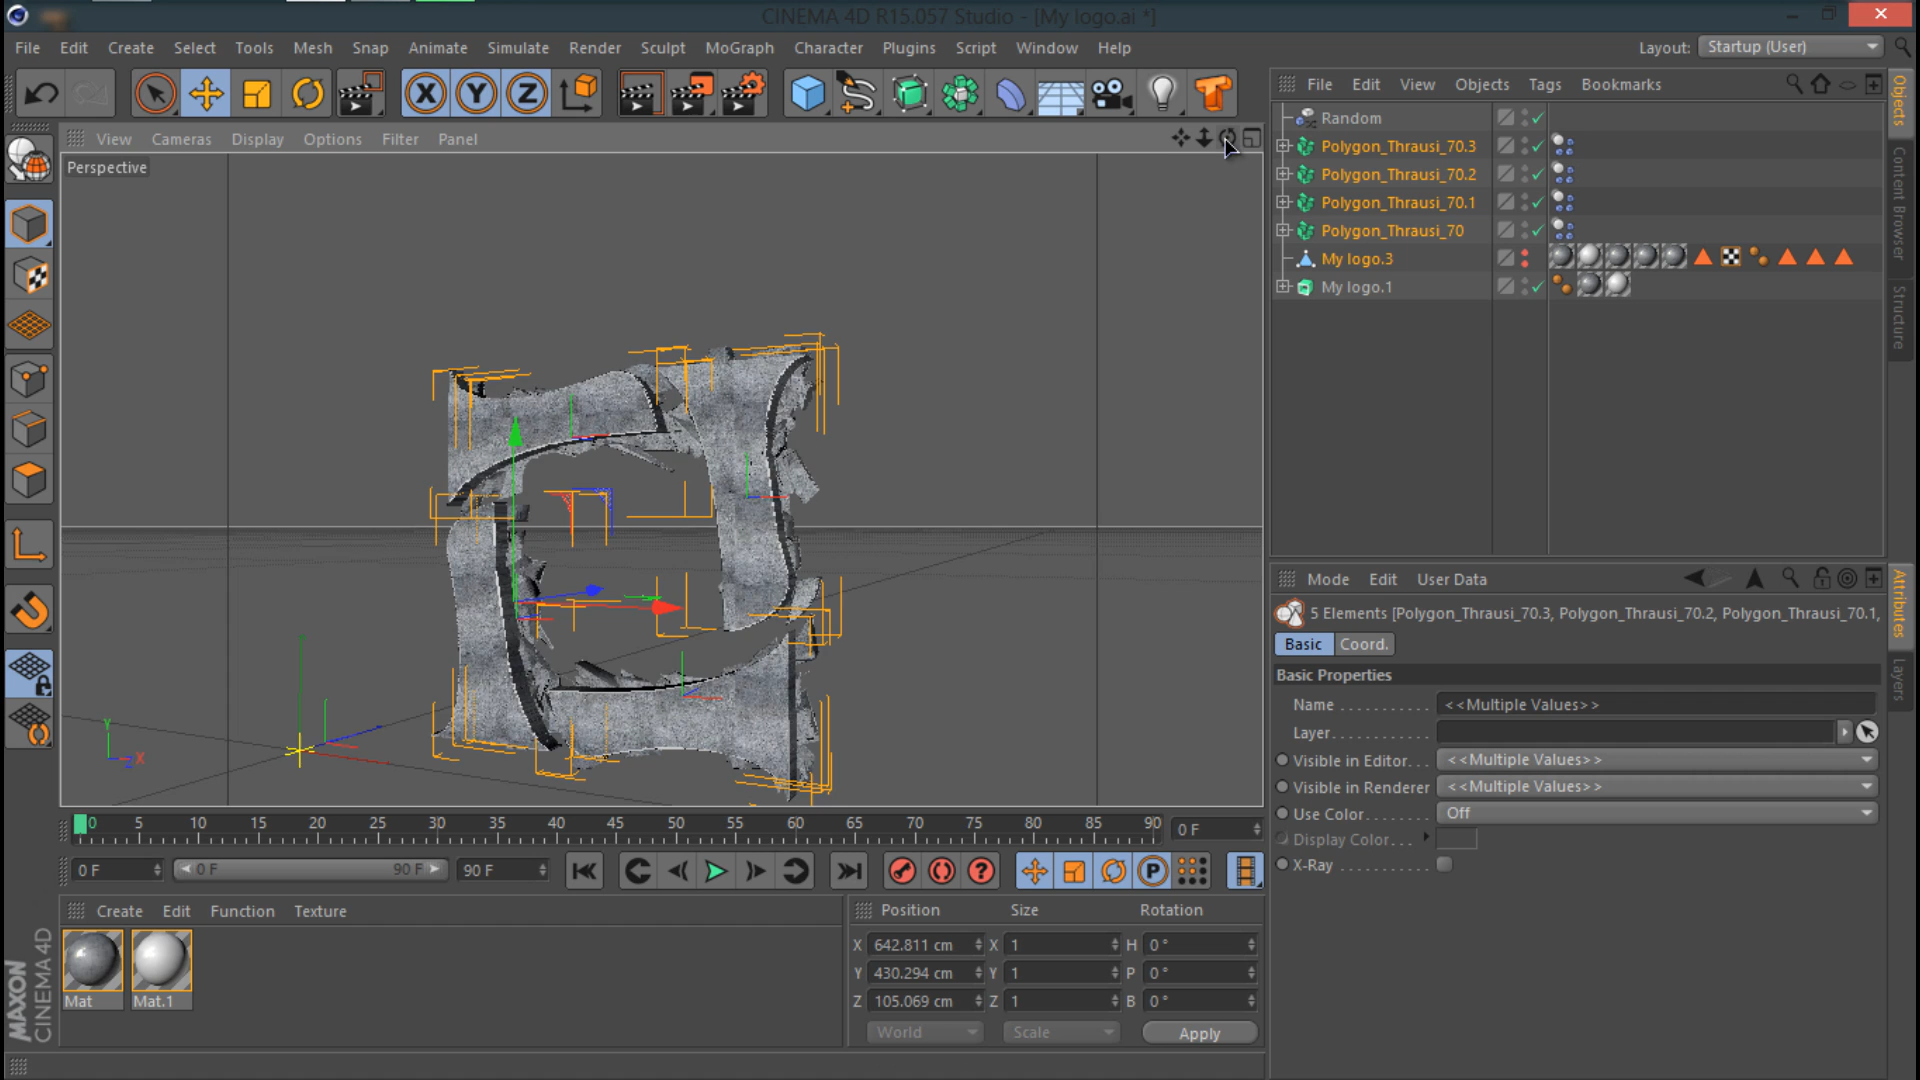 CINEMA 4D R15.057 Studio - [My logo.ai *]
File Edit Create Select Tools Mesh Snap Animate Simulate Render Sculpt MoGraph Character Plugins Script Window Help
Layout: Startup (User)
X Y Z
File Edit View Objects Tags Bookmarks
Objects
Content Browser
Structure
View Cameras Display Options Filter Panel
Perspective
Random
Polygon_Thrausi_70.3
Polygon_Thrausi_70.2
Polygon_Thrausi_70.1
Polygon_Thrausi_70
My logo.3
My logo.1
Y
Z X
Mode Edit User Data
Attributes
Layers
5 Elements [Polygon_Thrausi_70.3, Polygon_Thrausi_70.2, Polygon_Thrausi_70.1,
Basic Coord.
Basic Properties
Name . . . . . . . . . . . <<Multiple Values>>
Layer. . . . . . . . . . . .
Visible in Editor. . . <<Multiple Values>>
Visible in Renderer <<Multiple Values>>
Use Color. . . . . . . . Off
Display Color. . .
X-Ray . . . . . . . . . . .
0 5 10 15 20 25 30 35 40 45 50 55 60 65 70 75 80 85 90 0 F
0 F 0 F 90 F 90 F ? P
Create Edit Function Texture
Mat Mat.1
MAXON
CINEMA 4D
Position Size Rotation
X 642.811 cm X 1 H 0 °
Y 430.294 cm Y 1 P 0 °
Z 105.069 cm Z 1 B 0 °
World Scale Apply